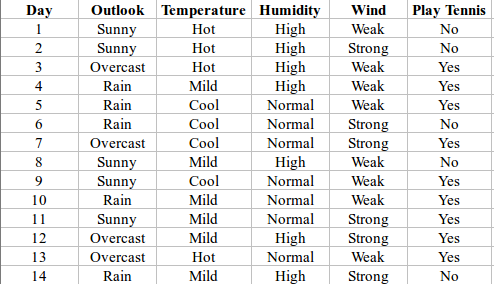 Day Outlook Temperature Humidity Wind Play Tennis
1 Sunny Hot High Weak No
2 Sunny Hot High Strong No
3 Overcast Hot High Weak Yes
4 Rain Mild High Weak Yes
5 Rain Cool Normal Weak Yes
6 Rain Cool Normal Strong No
7 Overcast Cool Normal Strong Yes
8 Sunny Mild High Weak No
9 Sunny Cool Normal Weak Yes
10 Rain Mild Normal Weak Yes
11 Sunny Mild Normal Strong Yes
12 Overcast Mild High Strong Yes
13 Overcast Hot Normal Weak Yes
14 Rain Mild High Strong No